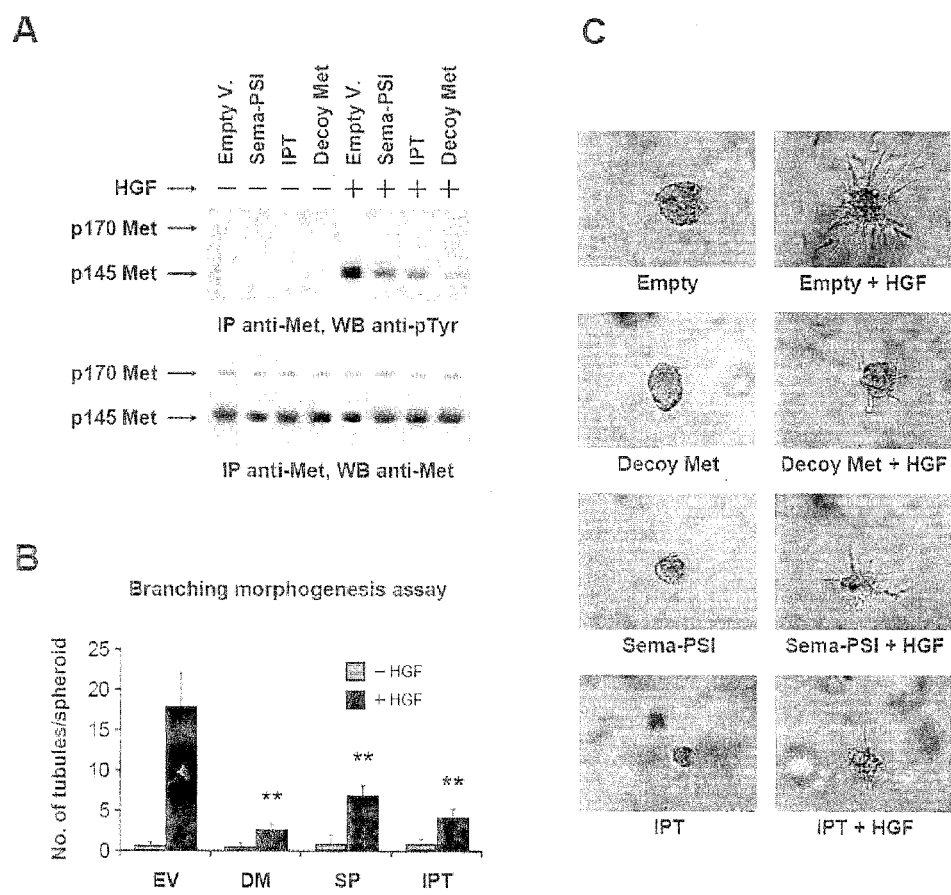 A
Empty V. Sema-PSI IPT Decoy Met Empty V. Sema-PSI IPT Decoy Met
HGF → − − − − + + + +
p170 Met →
p145 Met →
IP anti-Met, WB anti-pTyr
p170 Met →
p145 Met →
IP anti-Met, WB anti-Met
B
Branching morphogenesis assay
No. of tubules/spheroid
25
20
15
10
5
0
− HGF
+ HGF
** ** **
EV DM SP IPT
C
Empty Empty + HGF
Decoy Met Decoy Met + HGF
Sema-PSI Sema-PSI + HGF
IPT IPT + HGF